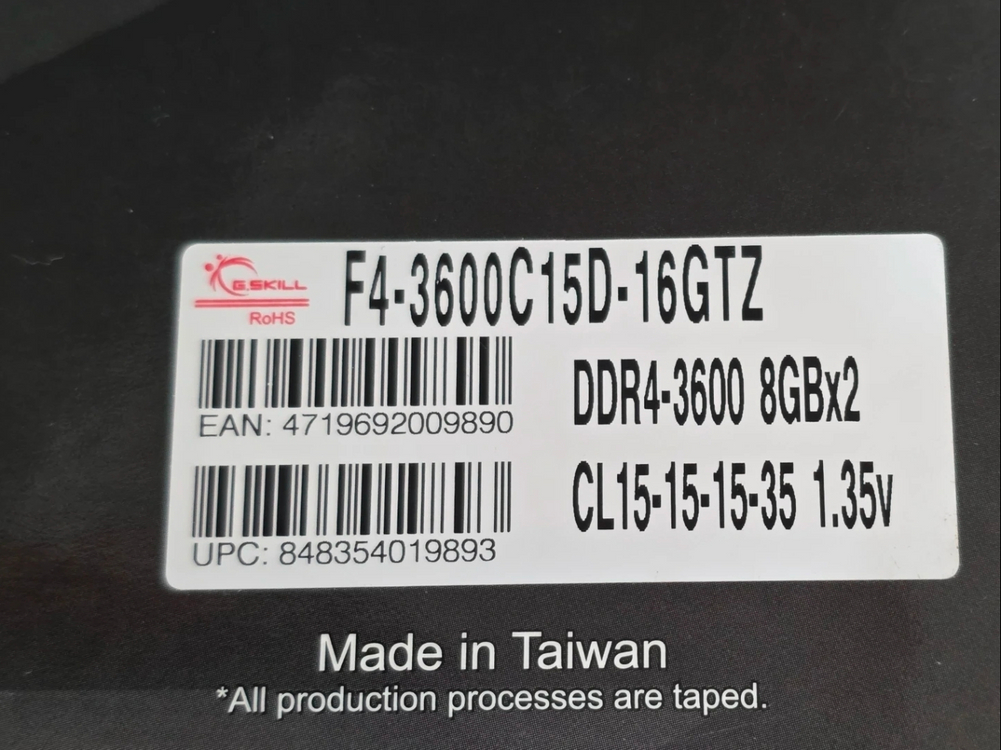 G.SKILL
RoHS
F4-3600C15D-16GTZ
EAN: 4719692009890
UPC: 848354019893
DDR4-3600 8GBx2
CL15-15-15-35 1.35v
Made in Taiwan
*All production processes are taped.